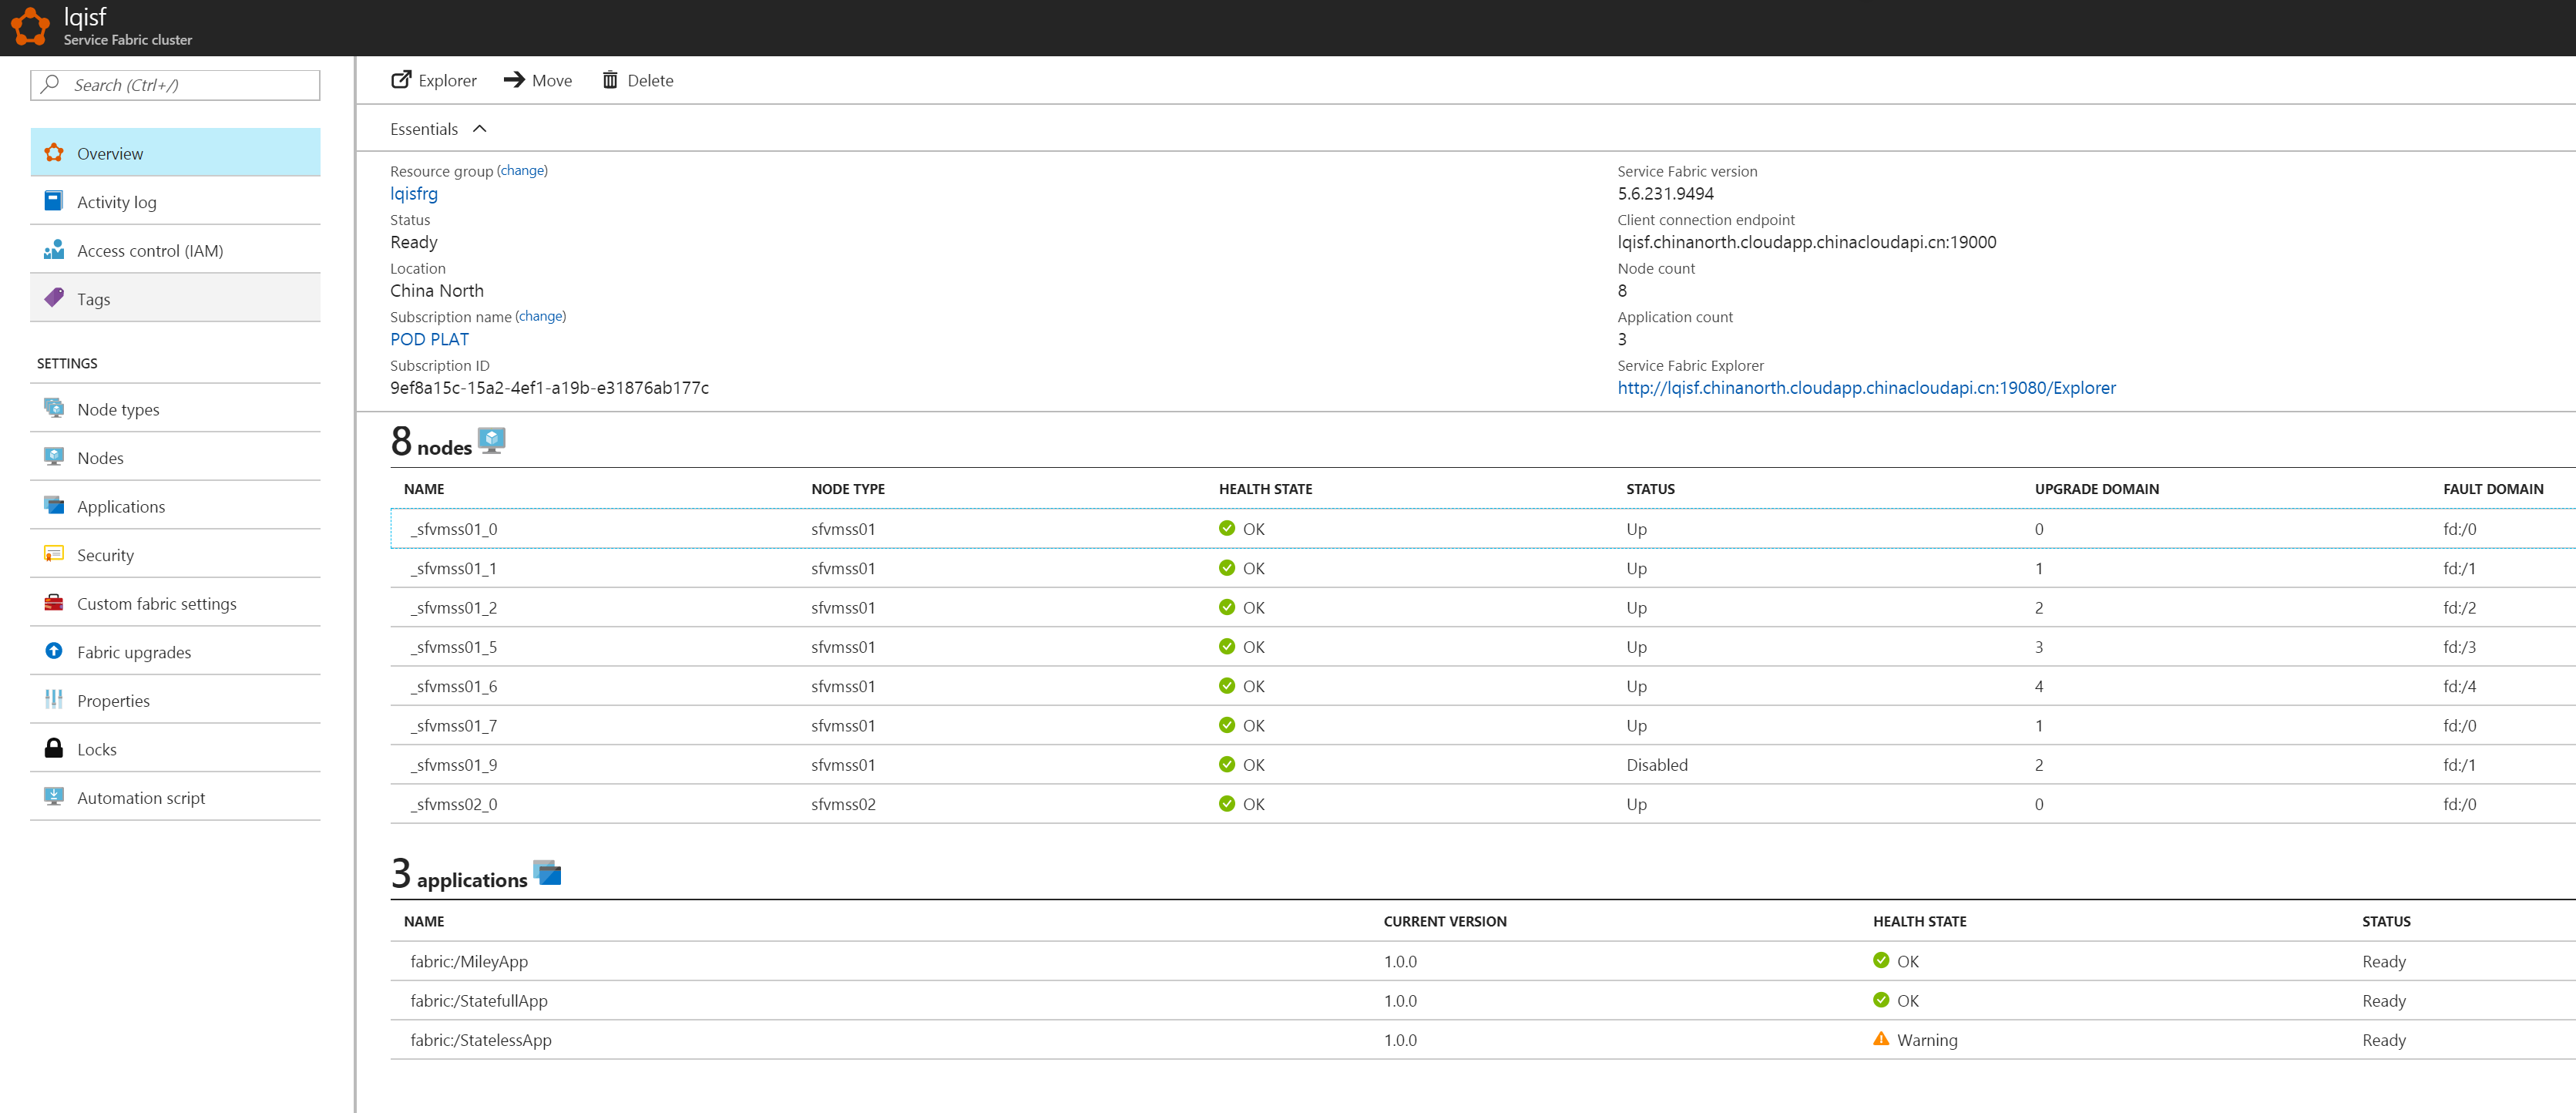 lqisf
Service Fabric cluster
Search (Ctrl+/)
Overview
Activity log
Access control (IAM)
Tags
SETTINGS
Node types
Nodes
Applications
Security
Custom fabric settings
Fabric upgrades
Properties
Locks
Automation script
Explorer Move Delete
Essentials
Resource group (change)
lqisfrg
Status
Ready
Location
China North
Subscription name (change)
POD PLAT
Subscription ID
9ef8a15c-15a2-4ef1-a19b-e31876ab177c
Service Fabric version
5.6.231.9494
Client connection endpoint
lqisf.chinanorth.cloudapp.chinacloudapi.cn:19000
Node count
8
Application count
3
Service Fabric Explorer
http://lqisf.chinanorth.cloudapp.chinacloudapi.cn:19080/Explorer
8 nodes
NAME NODE TYPE HEALTH STATE STATUS UPGRADE DOMAIN FAULT DOMAIN
_sfvmss01_0 sfvmss01 OK Up 0 fd:/0
_sfvmss01_1 sfvmss01 OK Up 1 fd:/1
_sfvmss01_2 sfvmss01 OK Up 2 fd:/2
_sfvmss01_5 sfvmss01 OK Up 3 fd:/3
_sfvmss01_6 sfvmss01 OK Up 4 fd:/4
_sfvmss01_7 sfvmss01 OK Up 1 fd:/0
_sfvmss01_9 sfvmss01 OK Disabled 2 fd:/1
_sfvmss02_0 sfvmss02 OK Up 0 fd:/0
3 applications
NAME CURRENT VERSION HEALTH STATE STATUS
fabric:/MileyApp 1.0.0 OK Ready
fabric:/StatefullApp 1.0.0 OK Ready
fabric:/StatelessApp 1.0.0 Warning Ready